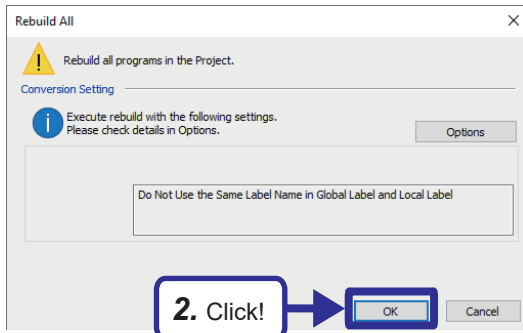 Rebuild All
Rebuild all programs in the Project.
Conversion Setting
Execute rebuild with the following settings.
Please check details in Options.
Options
Do Not Use the Same Label Name in Global Label and Local Label
2. Click!
OK
Cancel